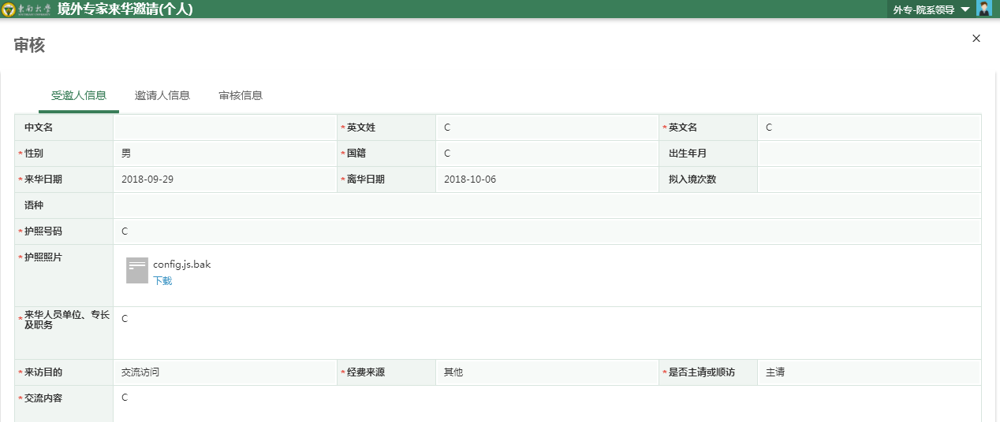 东南大学 境外专家来华邀请(个人) 外专-院系领导
审核 ×
受邀人信息 邀请人信息 审核信息
中文名 *英文姓 C *英文名 C
*性别 男 *国籍 C 出生年月
*来华日期 2018-09-29 *离华日期 2018-10-06 拟入境次数
语种
*护照号码 C
*护照照片 config.js.bak
下载
*来华人员单位、专长 C
及职务
*来访目的 交流访问 *经费来源 其他 *是否主请或顺访 主请
*交流内容 C